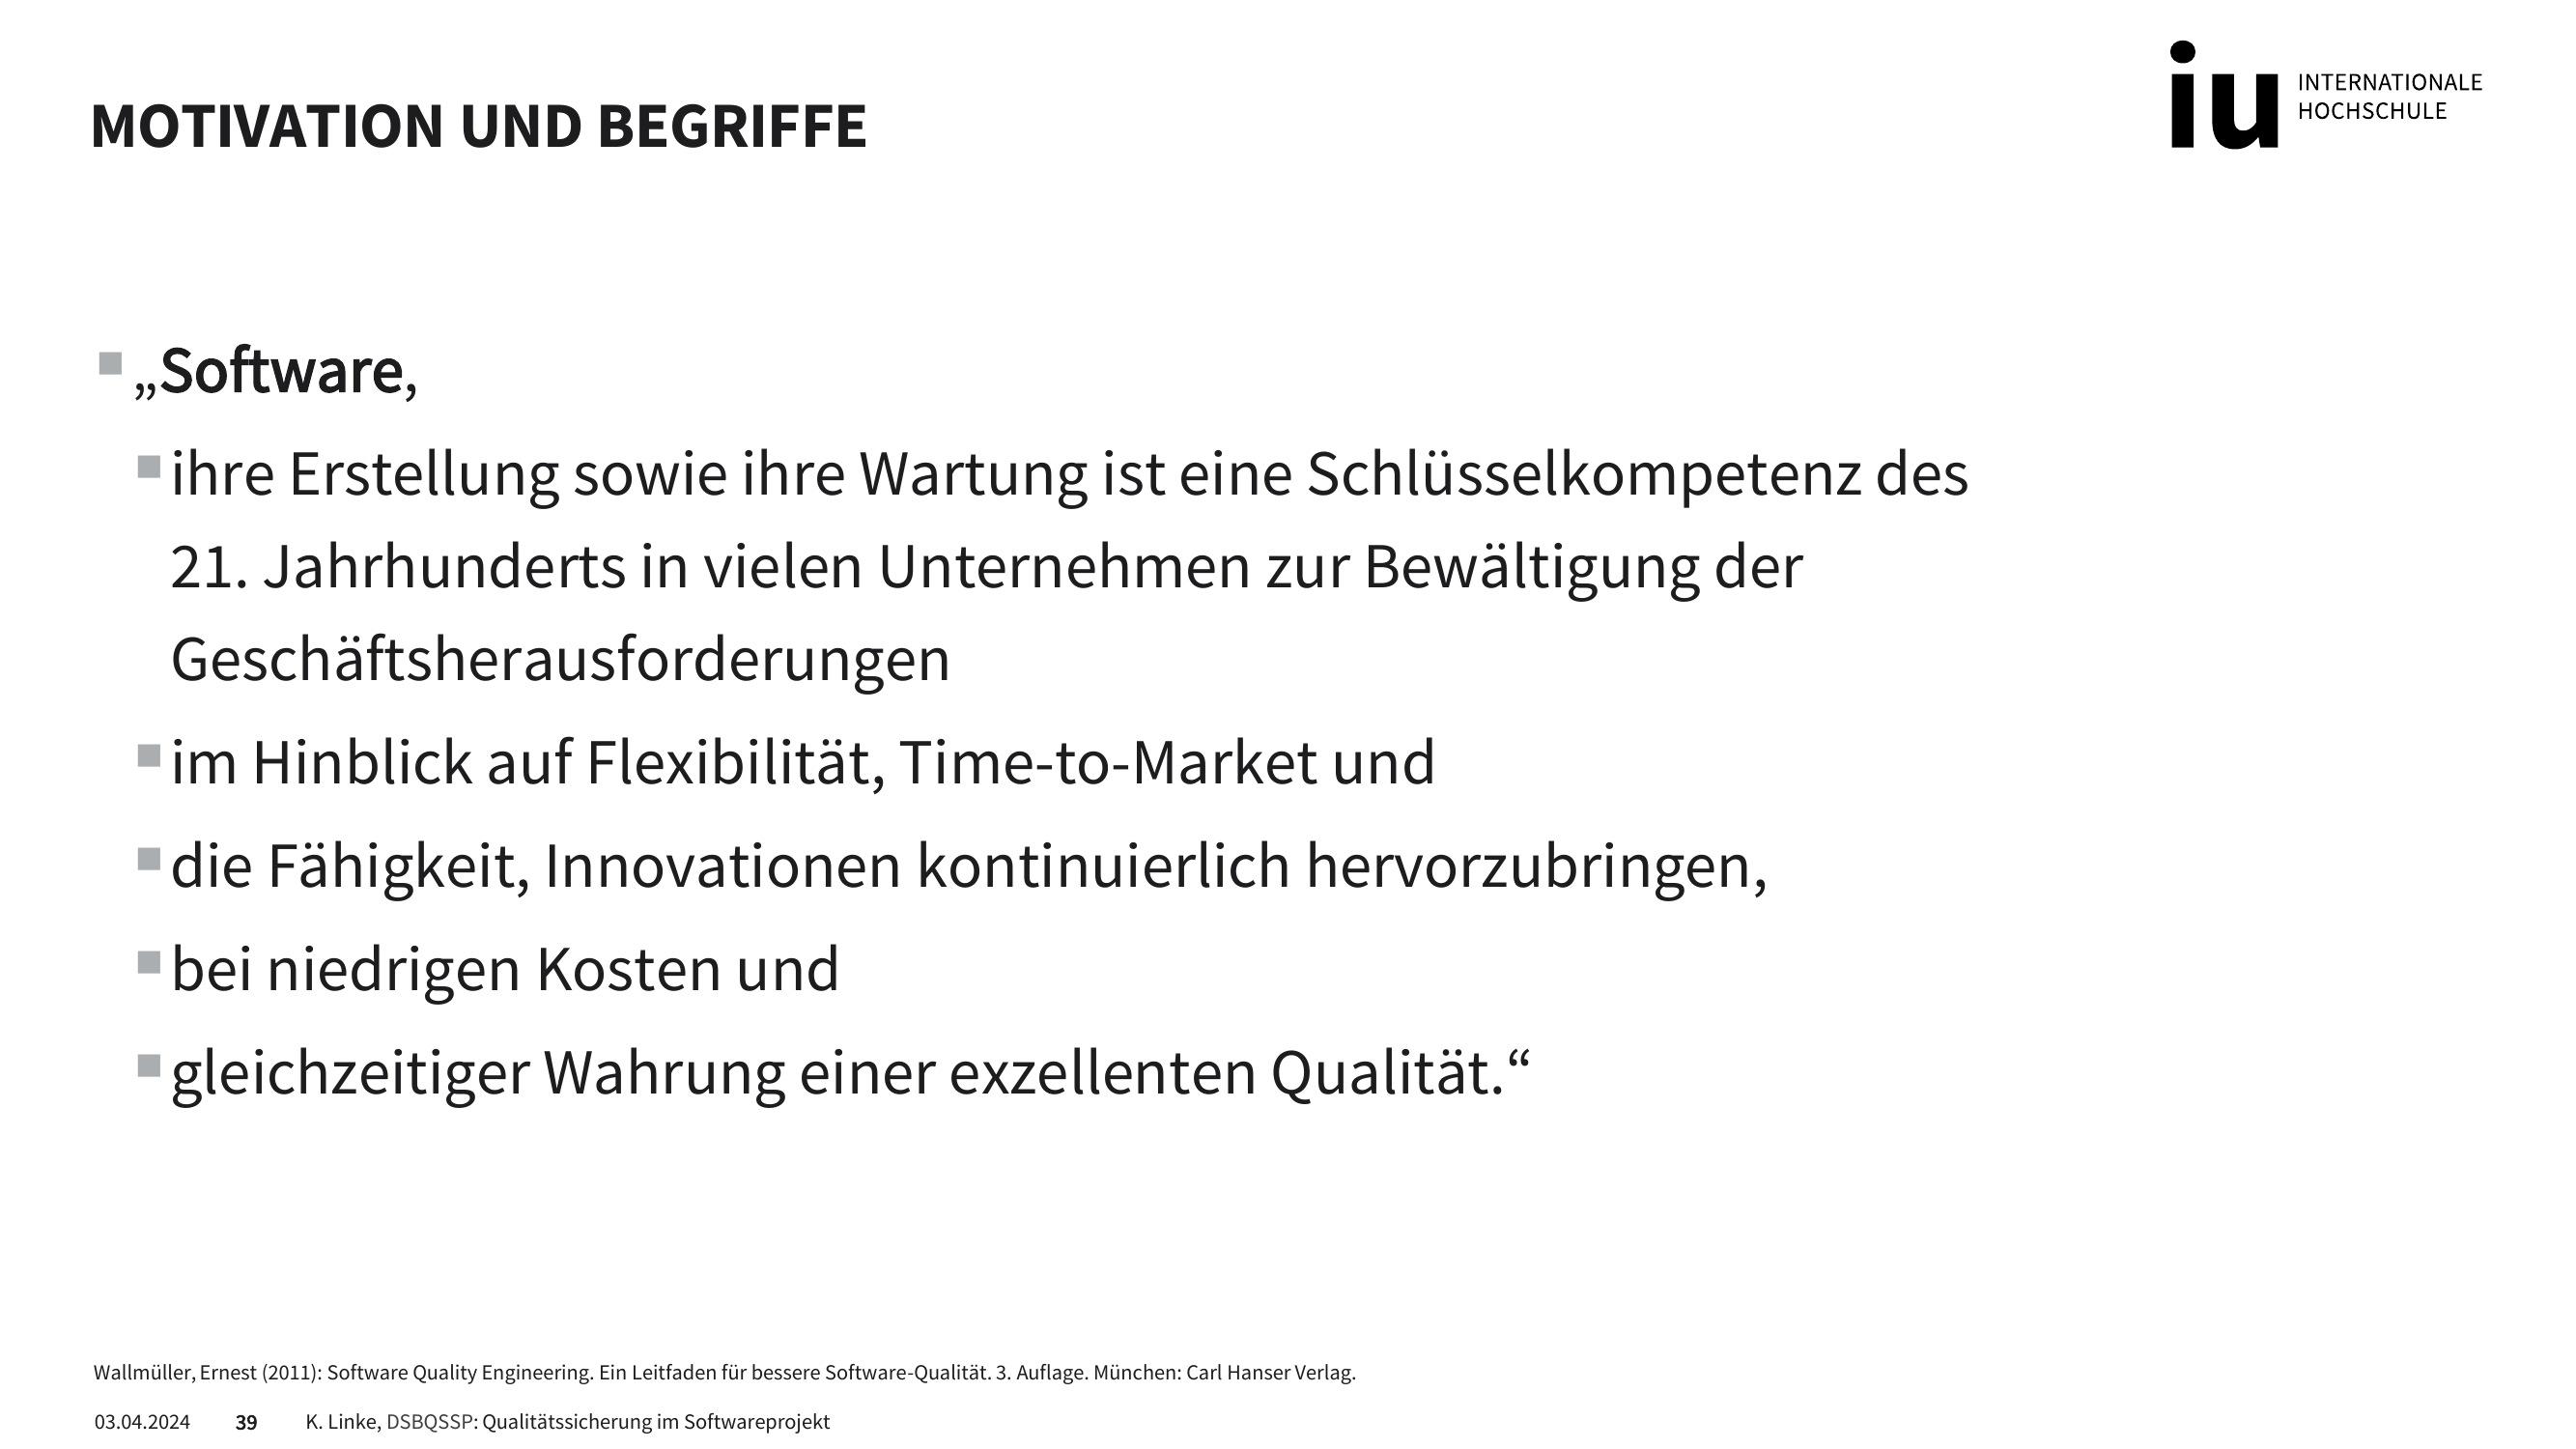 MOTIVATION UND BEGRIFFE
iu INTERNATIONALE
HOCHSCHULE
„Software,
ihre Erstellung sowie ihre Wartung ist eine Schlüsselkompetenz des
21. Jahrhunderts in vielen Unternehmen zur Bewältigung der
Geschäftsherausforderungen
im Hinblick auf Flexibilität, Time-to-Market und
die Fähigkeit, Innovationen kontinuierlich hervorzubringen,
bei niedrigen Kosten und
gleichzeitiger Wahrung einer exzellenten Qualität.“
Wallmüller, Ernest (2011): Software Quality Engineering. Ein Leitfaden für bessere Software-Qualität. 3. Auflage. München: Carl Hanser Verlag.
03.04.2024 39 K. Linke, DSBQSSP: Qualitätssicherung im Softwareprojekt